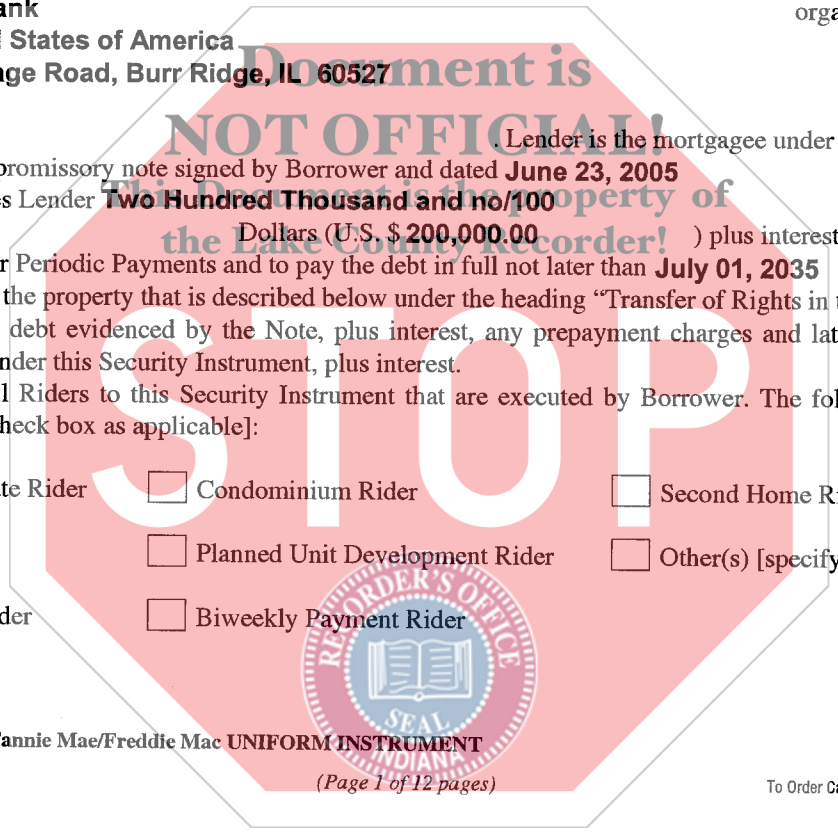 ank
orga
States of America
nge Road, Burr Ridge, IL 60527
Document is
NOT OFFICIAL!
. Lender is the mortgagee under
promissory note signed by Borrower and dated June 23, 2005
This Document is the property of
s Lender Two Hundred Thousand and no/100
the Lake County Recorder!
Dollars (U.S. $ 200,000.00 ) plus interest
r Periodic Payments and to pay the debt in full not later than July 01, 2035
the property that is described below under the heading “Transfer of Rights in
debt evidenced by the Note, plus interest, any prepayment charges and lat
nder this Security Instrument, plus interest.
l Riders to this Security Instrument that are executed by Borrower. The fol
heck box as applicable]:
STOP
te Rider Condominium Rider Second Home Ri
Planned Unit Development Rider Other(s) [specify
der Biweekly Payment Rider
RECORDER'S OFFICE
SEAL
INDIANA
annie Mae/Freddie Mac UNIFORM INSTRUMENT
(Page 1 of 12 pages)
To Order Ca